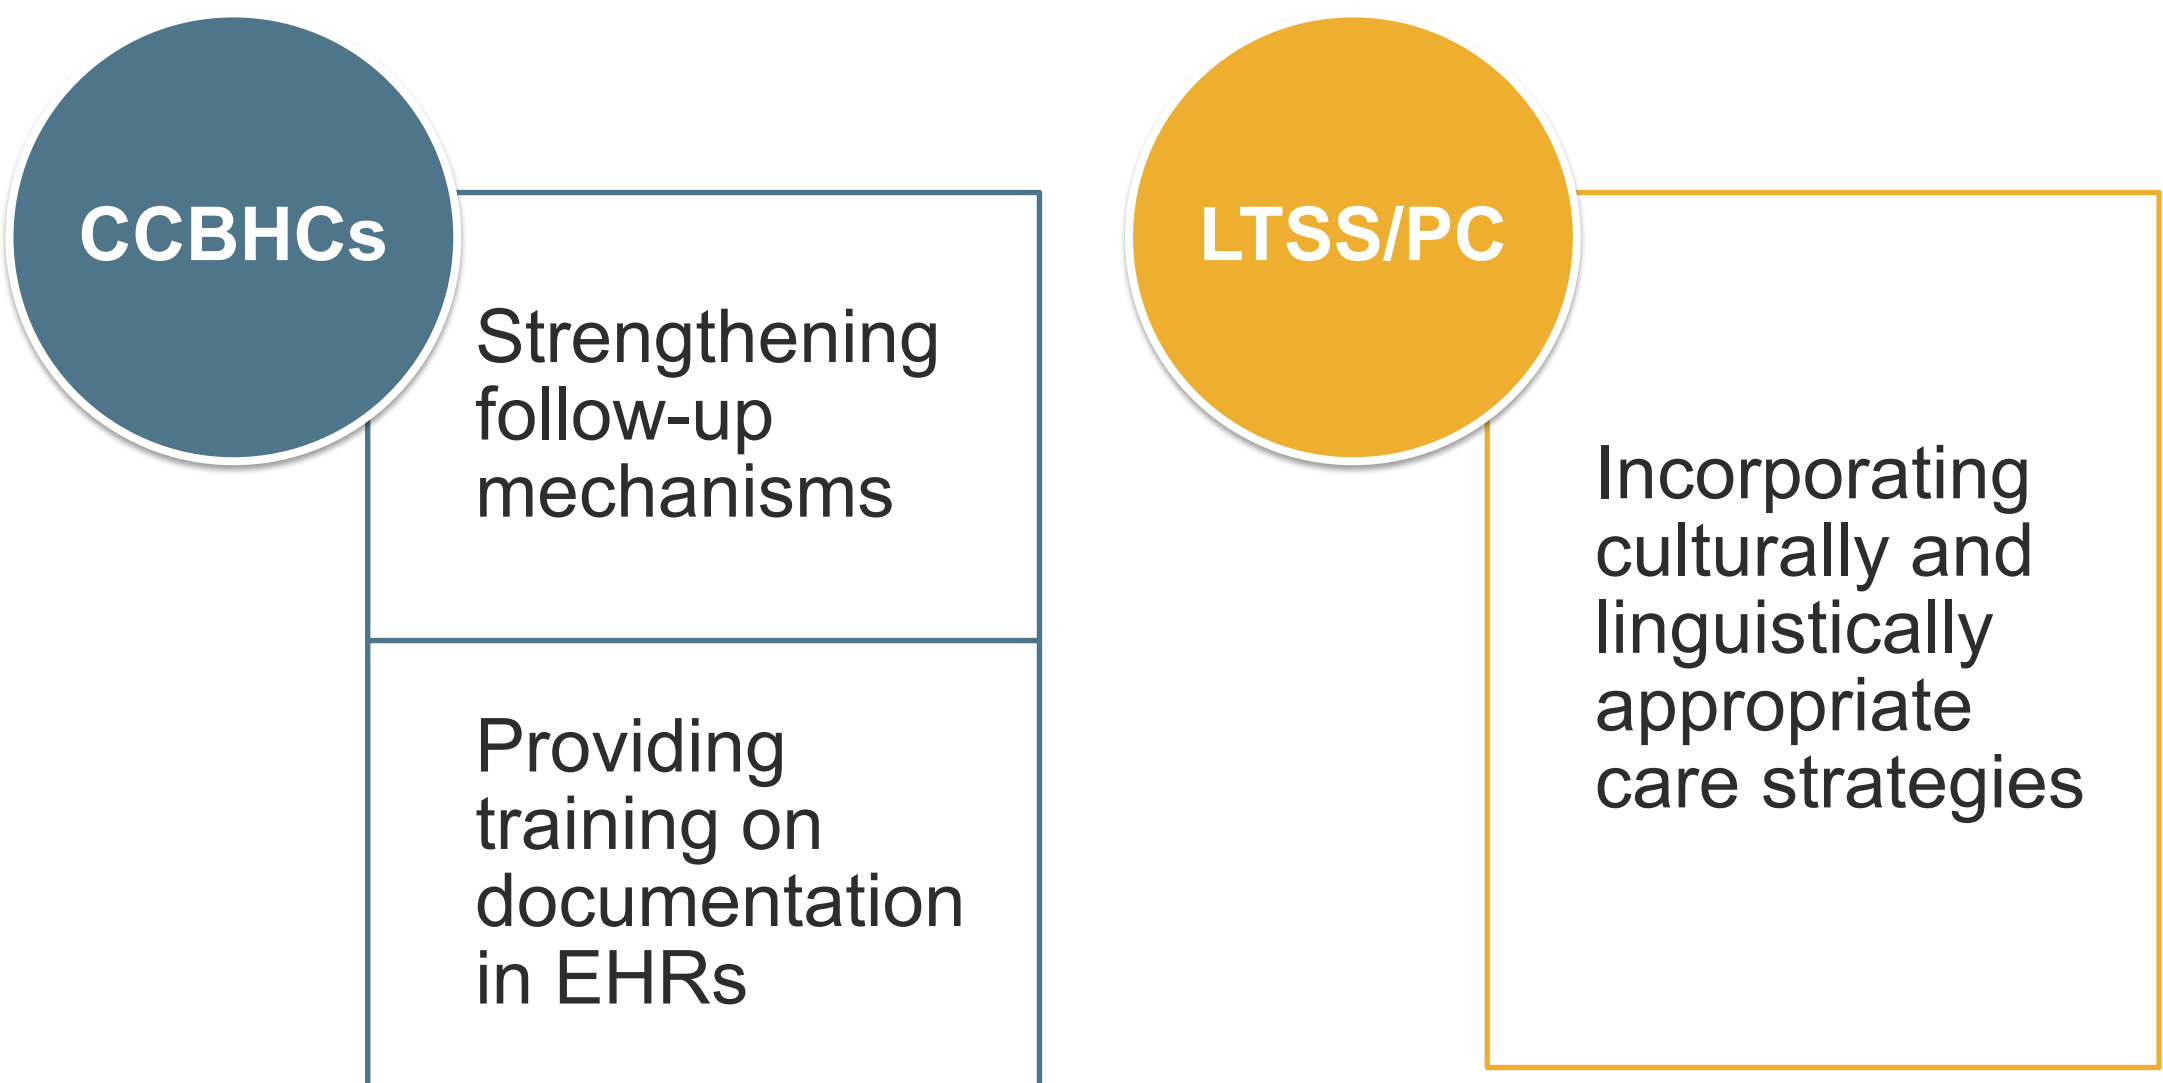 CCBHCs
Strengthening
follow-up
mechanisms
Providing
training on
documentation
in EHRs
LTSS/PC
Incorporating
culturally and
linguistically
appropriate
care strategies